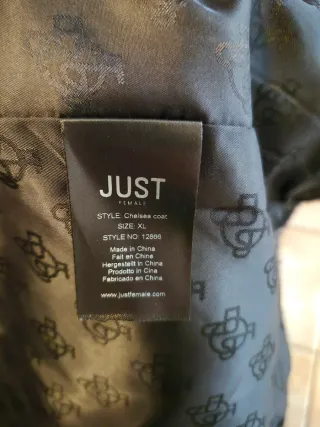 JUST
FEMALE
STYLE: Chelsea coat
SIZE: XL
STYLE NO: 12866
Made in China
Fait en Chine
Hergestellt in China
Prodotto in Cina
Fabricado en China
www.justfemale.com